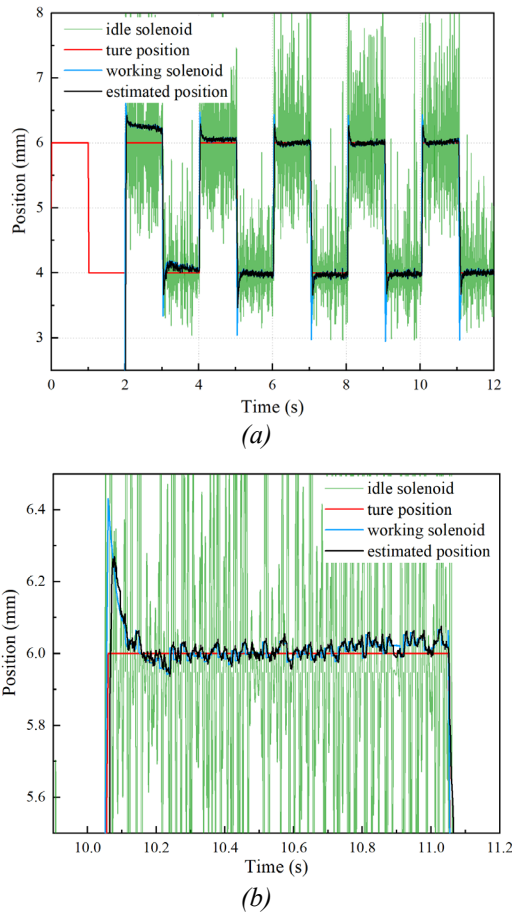 8
7
6
5
4
3
Position (mm)
idle solenoid
ture position
working solenoid
estimated position
0 2 4 6 8 10 12
Time (s)
(a)
6.4
6.2
6.0
5.8
5.6
Position (mm)
idle solenoid
ture position
working solenoid
estimated position
10.0 10.2 10.4 10.6 10.8 11.0 11.2
Time (s)
(b)